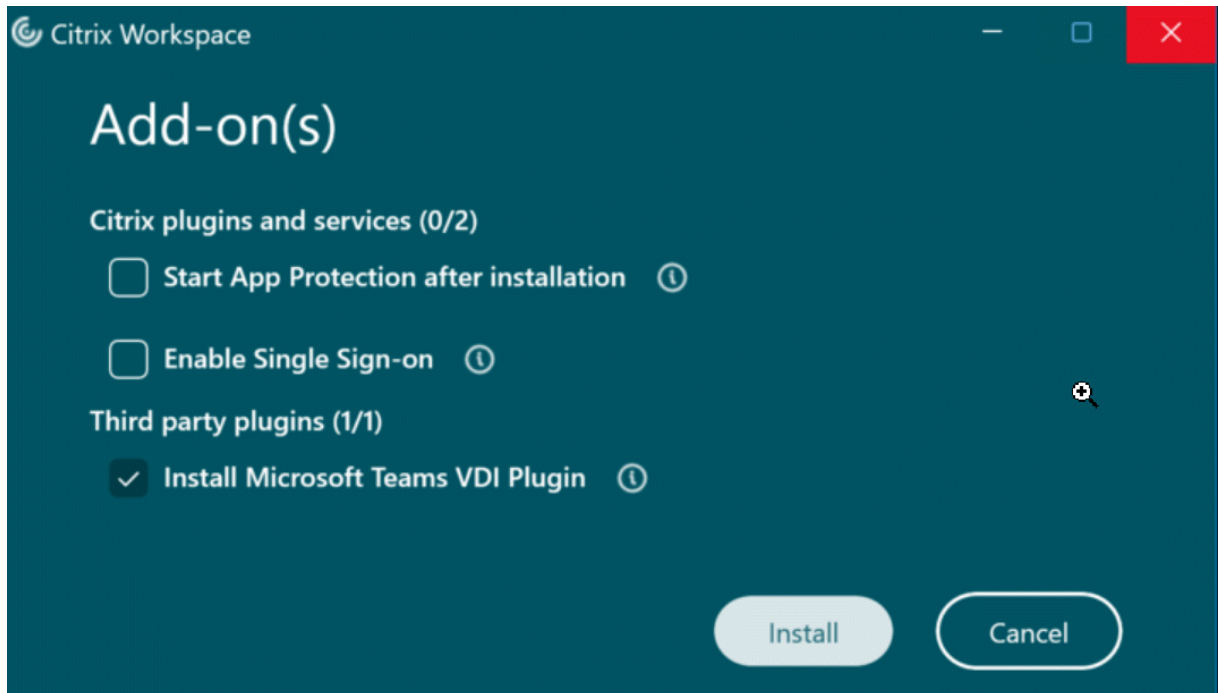 Citrix Workspace
Add-on(s)
Citrix plugins and services (0/2)
Start App Protection after installation
Enable Single Sign-on
Third party plugins (1/1)
Install Microsoft Teams VDI Plugin
Install Cancel